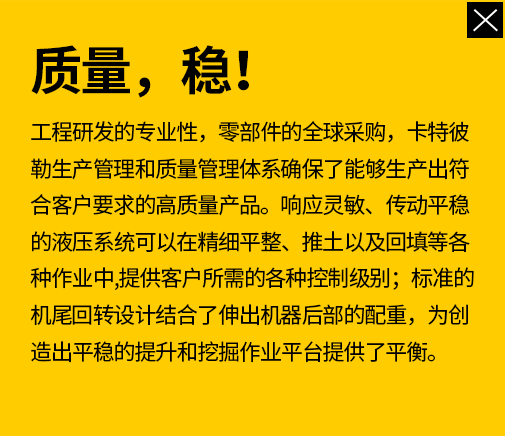 质量，稳！
工程研发的专业性，零部件的全球采购，卡特彼
勒生产管理和质量管理体系确保了能够生产出符
合客户要求的高质量产品。响应灵敏、传动平稳
的液压系统可以在精细平整、推土以及回填等各
种作业中,提供客户所需的各种控制级别；标准的
机尾回转设计结合了伸出机器后部的配重，为创
造出平稳的提升和挖掘作业平台提供了平衡。